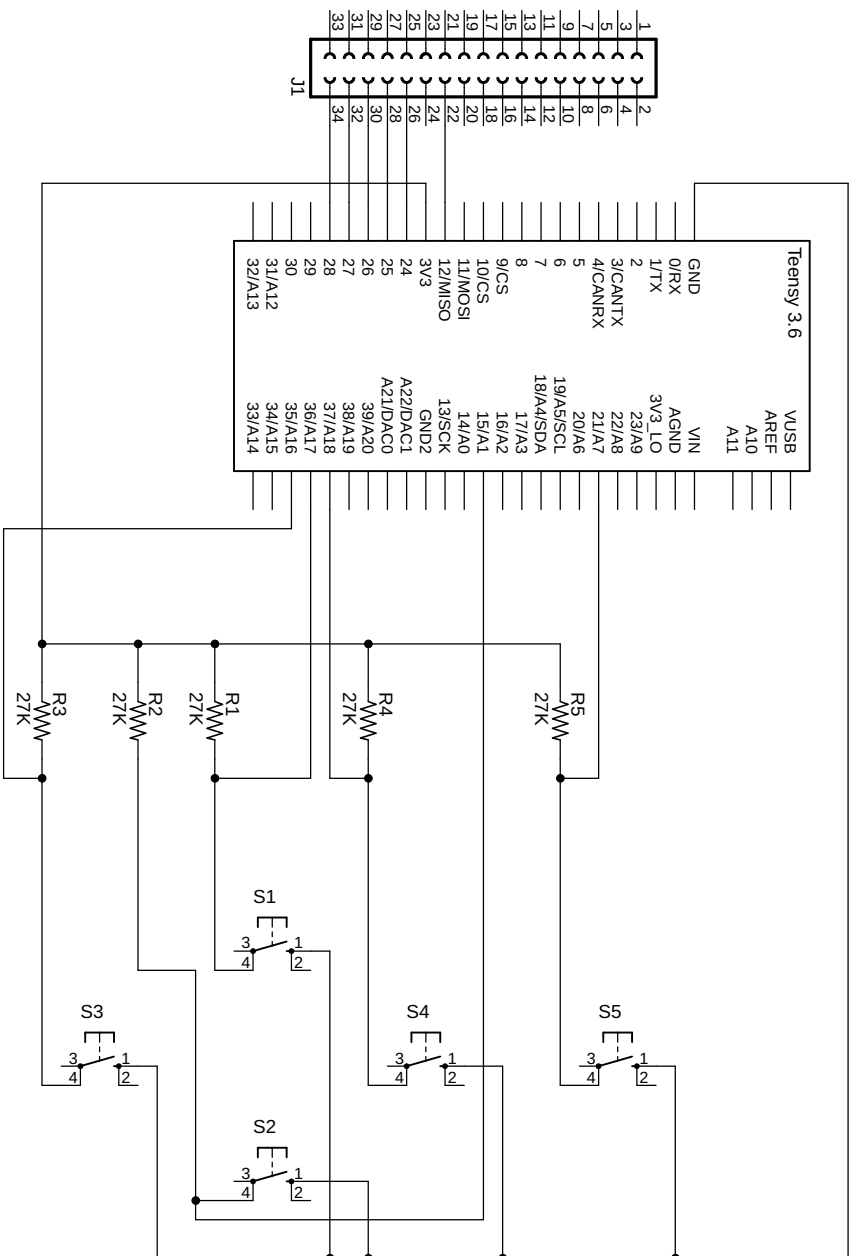 33 31 29 27 25 23 21 19 17 15 13 11 9 7 5 3 1
J1
34 32 30 28 26 24 22 20 18 16 14 12 10 8 6 4 2
Teensy 3.6
GND
0/RX
1/TX
2
3/CANTX
4/CANRX
5
6
7
8
9/CS
10/CS
11/MOSI
12/MISO
3V3
24
25
26
27
28
29
30
31/A12
32/A13
VUSB
AREF
A10
A11
VIN
AGND
3V3_LO
23/A9
22/A8
21/A7
20/A6
19/A5/SCL
18/A4/SDA
17/A3
16/A2
15/A1
14/A0
13/SCK
GND2
A22/DAC1
A21/DAC0
39/A20
38/A19
37/A18
36/A17
35/A16
34/A15
33/A14
R3
27K
R2
27K
R1
27K
R4
27K
R5
27K
S1
3 1
4 2
S3
3 1
4 2
S4
3 1
4 2
S5
3 1
4 2
S2
3 1
4 2